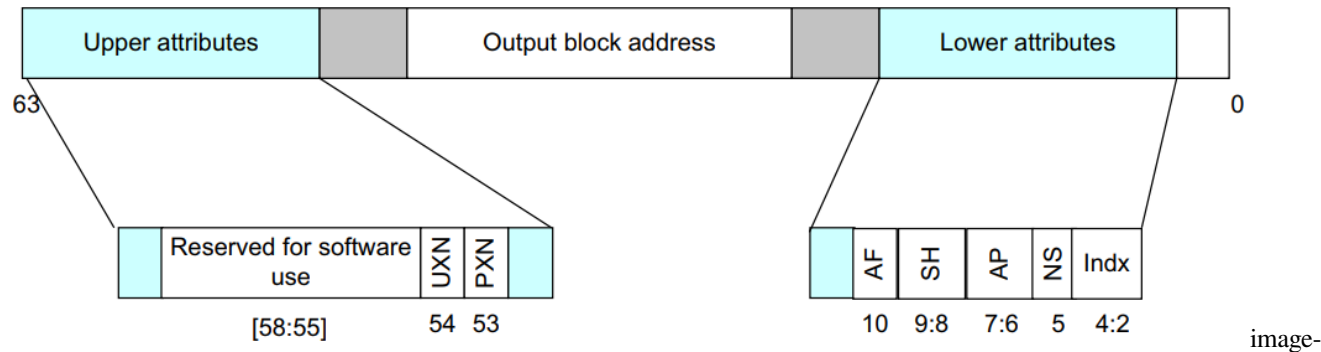 Upper attributes Output block address Lower attributes
63 0
Reserved for software
use
UXN PXN AF SH AP NS Indx
[58:55] 54 53 10 9:8 7:6 5 4:2
image-